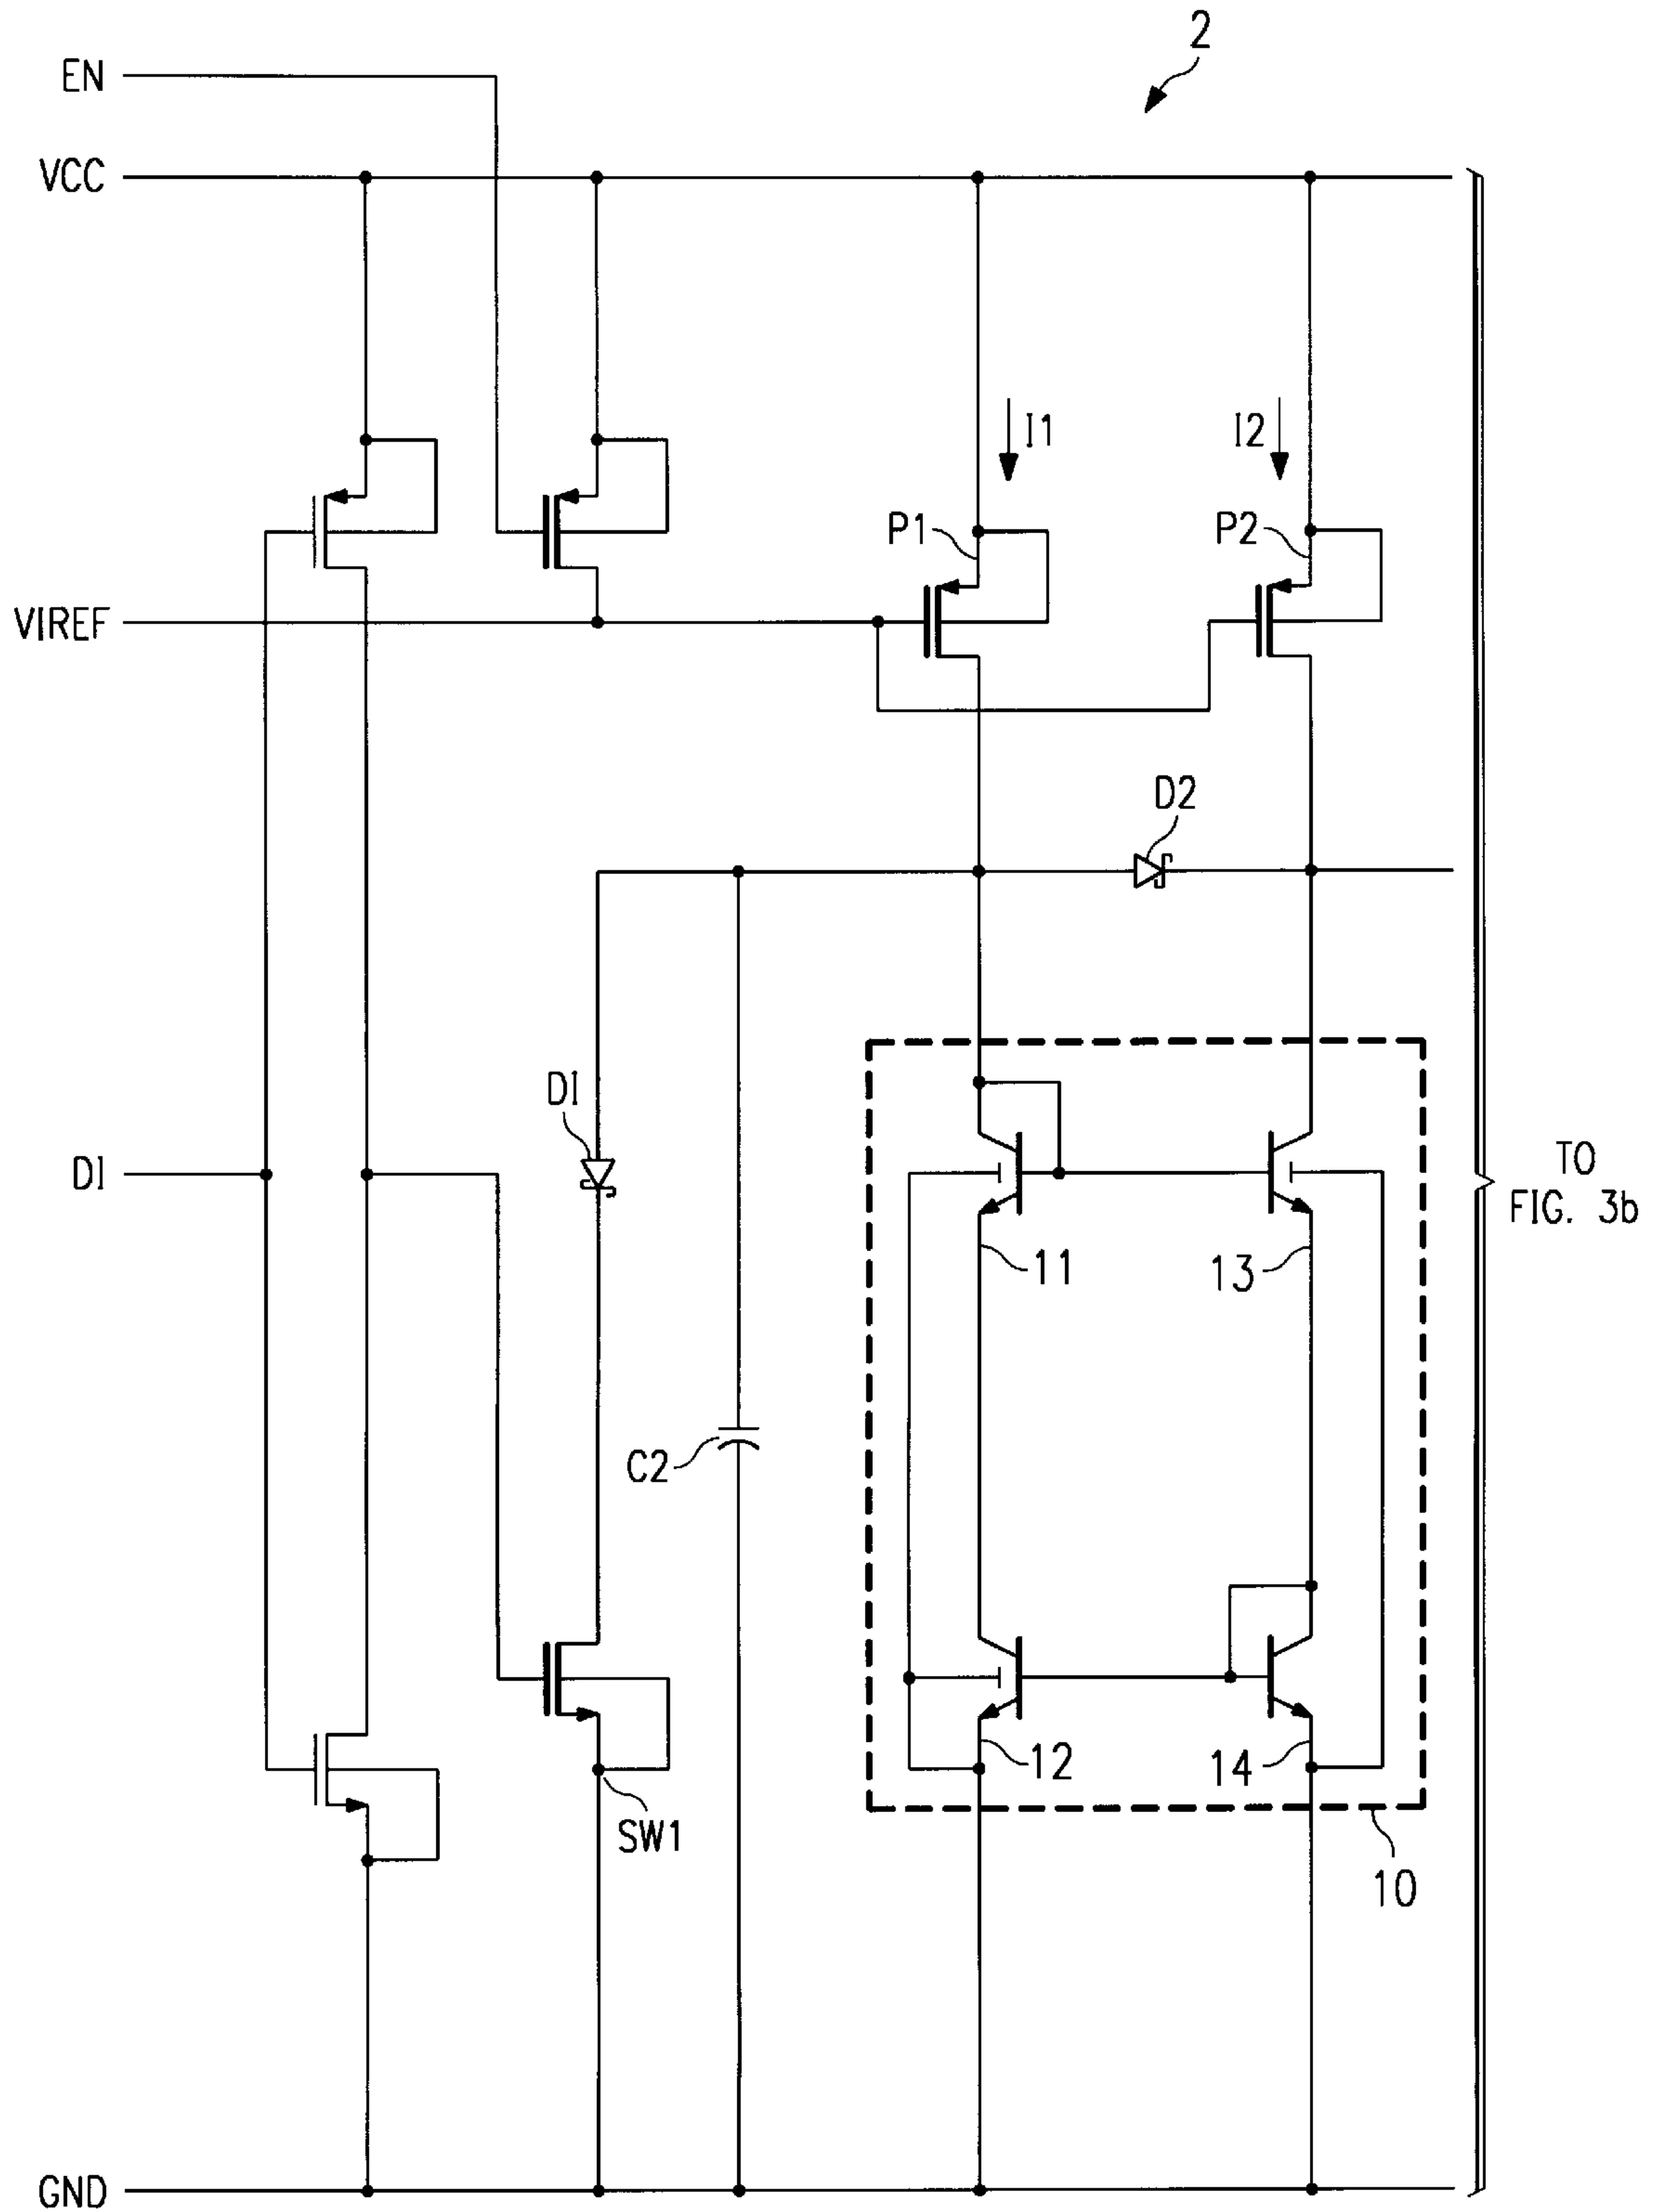 2
EN
VCC
I1
I2
P1
P2
VIREF
D2
DI
DI
TO
FIG. 3b
11
13
C2
12
14
SW1
10
GND